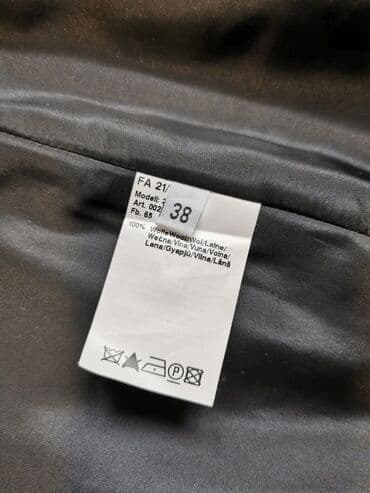 FA 21/
Modell:
Art. 002
Fb. 65
38
100% Wolle/Wool/Wol/Laine/
Wełna/Vlna/Vuna/Volna/
Lana/Gyapjú/Vilna/Lână
P